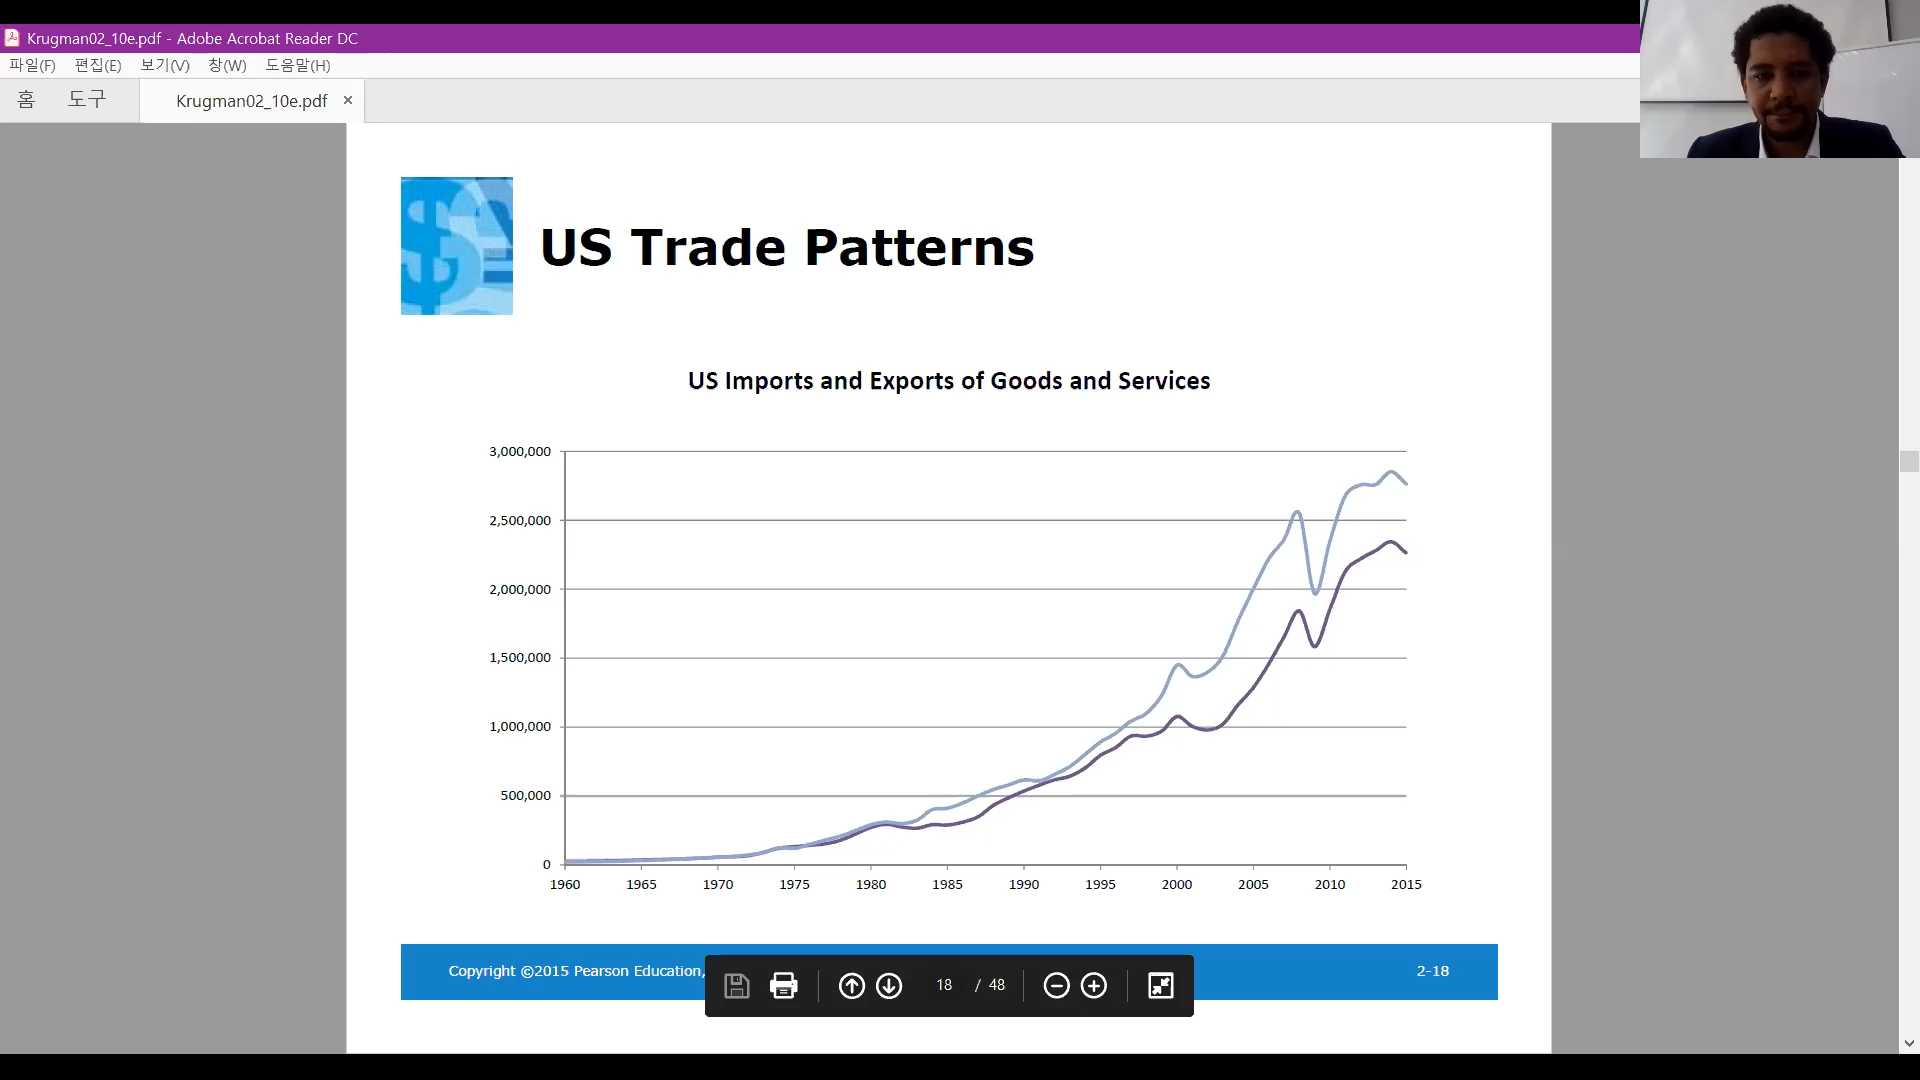 Krugman02_10e.pdf - Adobe Acrobat Reader DC
파일(F) 편집(E) 보기(V) 창(W) 도움말(H)
홈 도구 Krugman02_10e.pdf ×
US Trade Patterns
US Imports and Exports of Goods and Services
3,000,000
2,500,000
2,000,000
1,500,000
1,000,000
500,000
0
1960 1965 1970 1975 1980 1985 1990 1995 2000 2005 2010 2015
Copyright ©2015 Pearson Education, 2-18
18 / 48